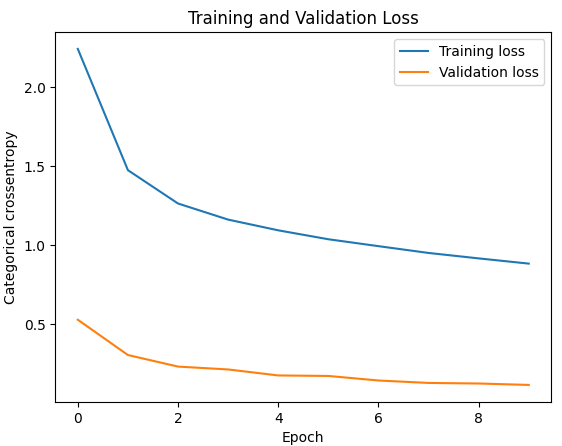 Training and Validation Loss
Training loss
Validation loss
Categorical crossentropy
2.0
1.5
1.0
0.5
0 2 4 6 8
Epoch